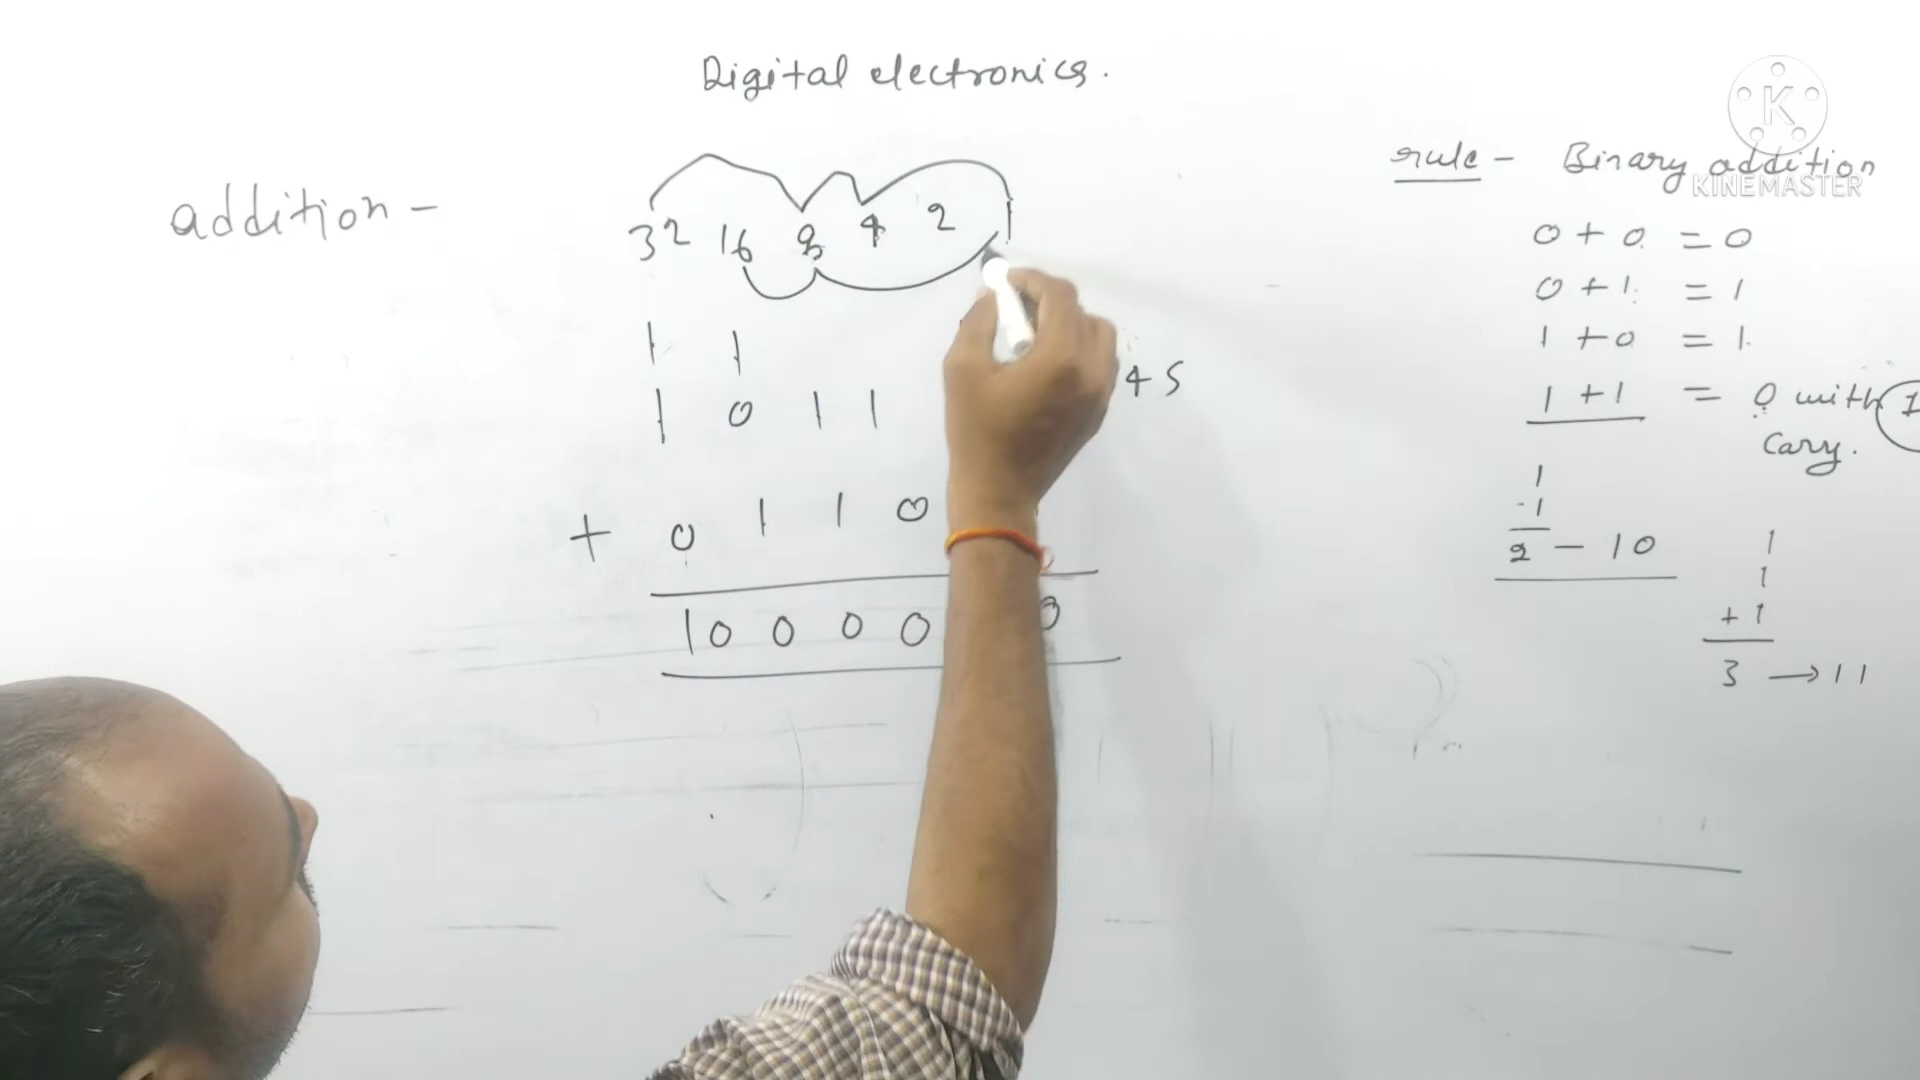 Digital electronics.
addition -
32 16 8 4 2 1
1 1
1 0 1 1
45
+ 0 1 1 0
1 0 0 0 0
rule - Binary addition
0 + 0 = 0
0 + 1 = 1
1 + 0 = 1
1 + 1 = 0 with 1
Cary.
1
1
2 - 10
1
1
+ 1
3 → 11
K
KINEMASTER